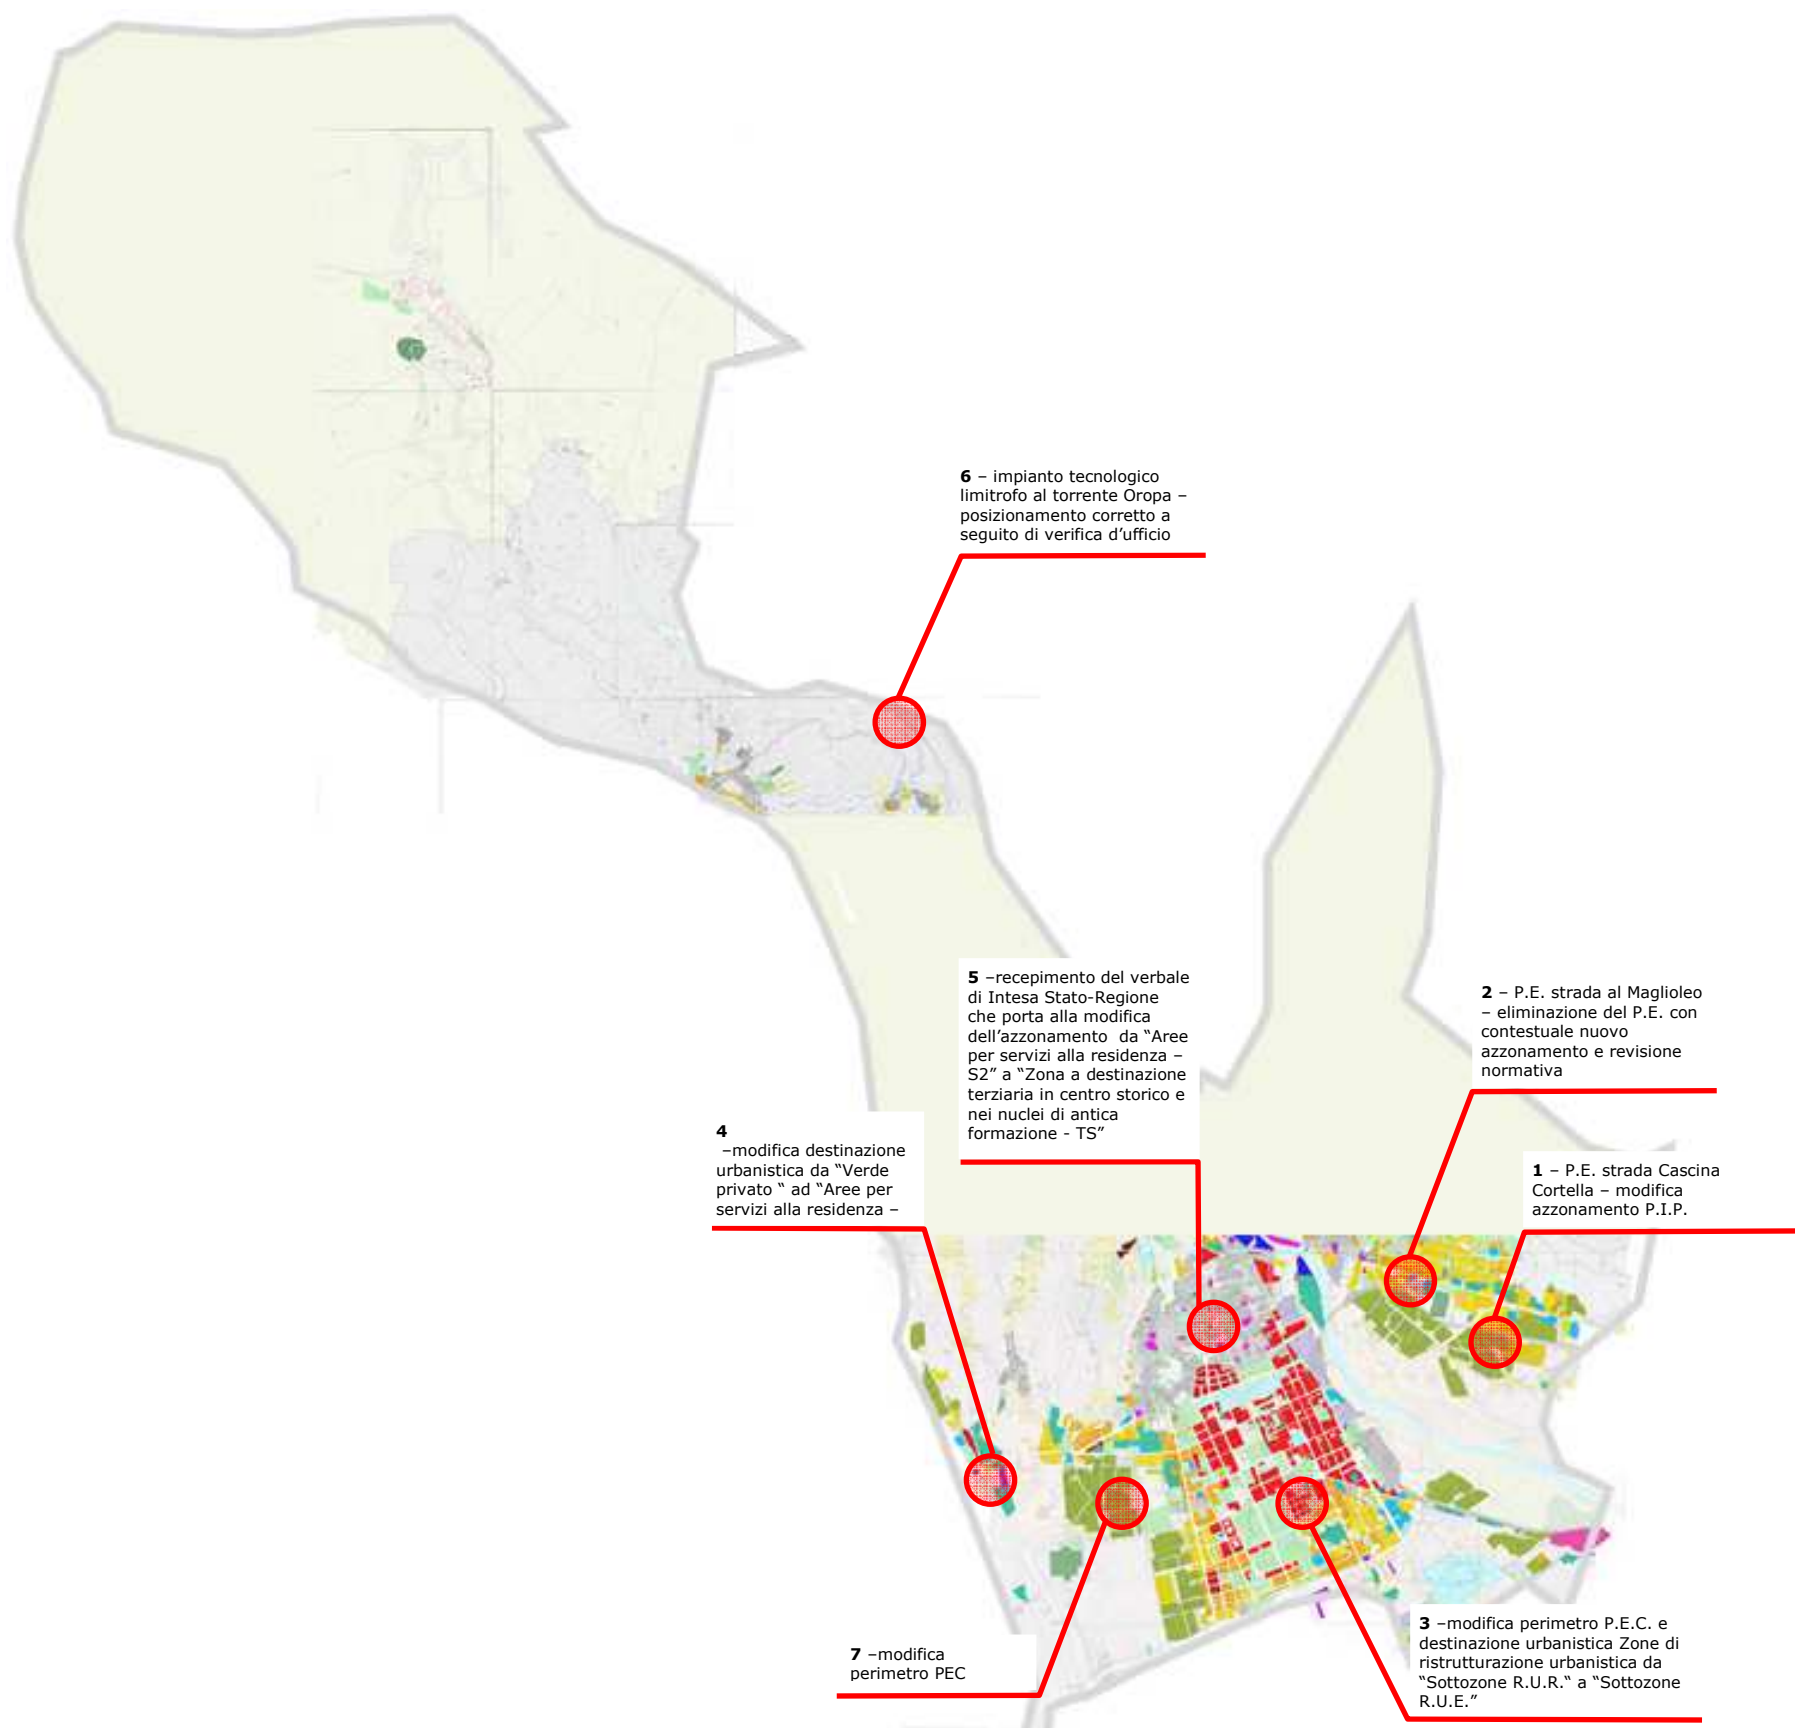 6 – impianto tecnologico
limitrofo al torrente Oropa –
posizionamento corretto a
seguito di verifica d'ufficio
5 –recepimento del verbale
di Intesa Stato-Regione
che porta alla modifica
dell'azzonamento da "Aree
per servizi alla residenza –
S2" a "Zona a destinazione
terziaria in centro storico e
nei nuclei di antica
formazione - TS"
2 – P.E. strada al Maglioleo
– eliminazione del P.E. con
contestuale nuovo
azzonamento e revisione
normativa
4
–modifica destinazione
urbanistica da "Verde
privato " ad "Aree per
servizi alla residenza –
1 – P.E. strada Cascina
Cortella – modifica
azzonamento P.I.P.
7 –modifica
perimetro PEC
3 –modifica perimetro P.E.C. e
destinazione urbanistica Zone di
ristrutturazione urbanistica da
"Sottozone R.U.R." a "Sottozone
R.U.E."